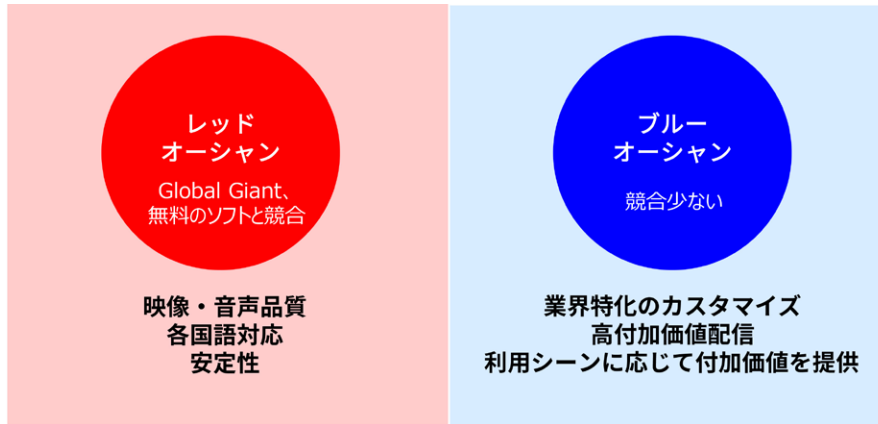 レッド
オーシャン
Global Giant、
無料のソフトと競合
映像・音声品質
各国語対応
安定性
ブルー
オーシャン
競合少ない
業界特化のカスタマイズ
高付加価値配信
利用シーンに応じて付加価値を提供